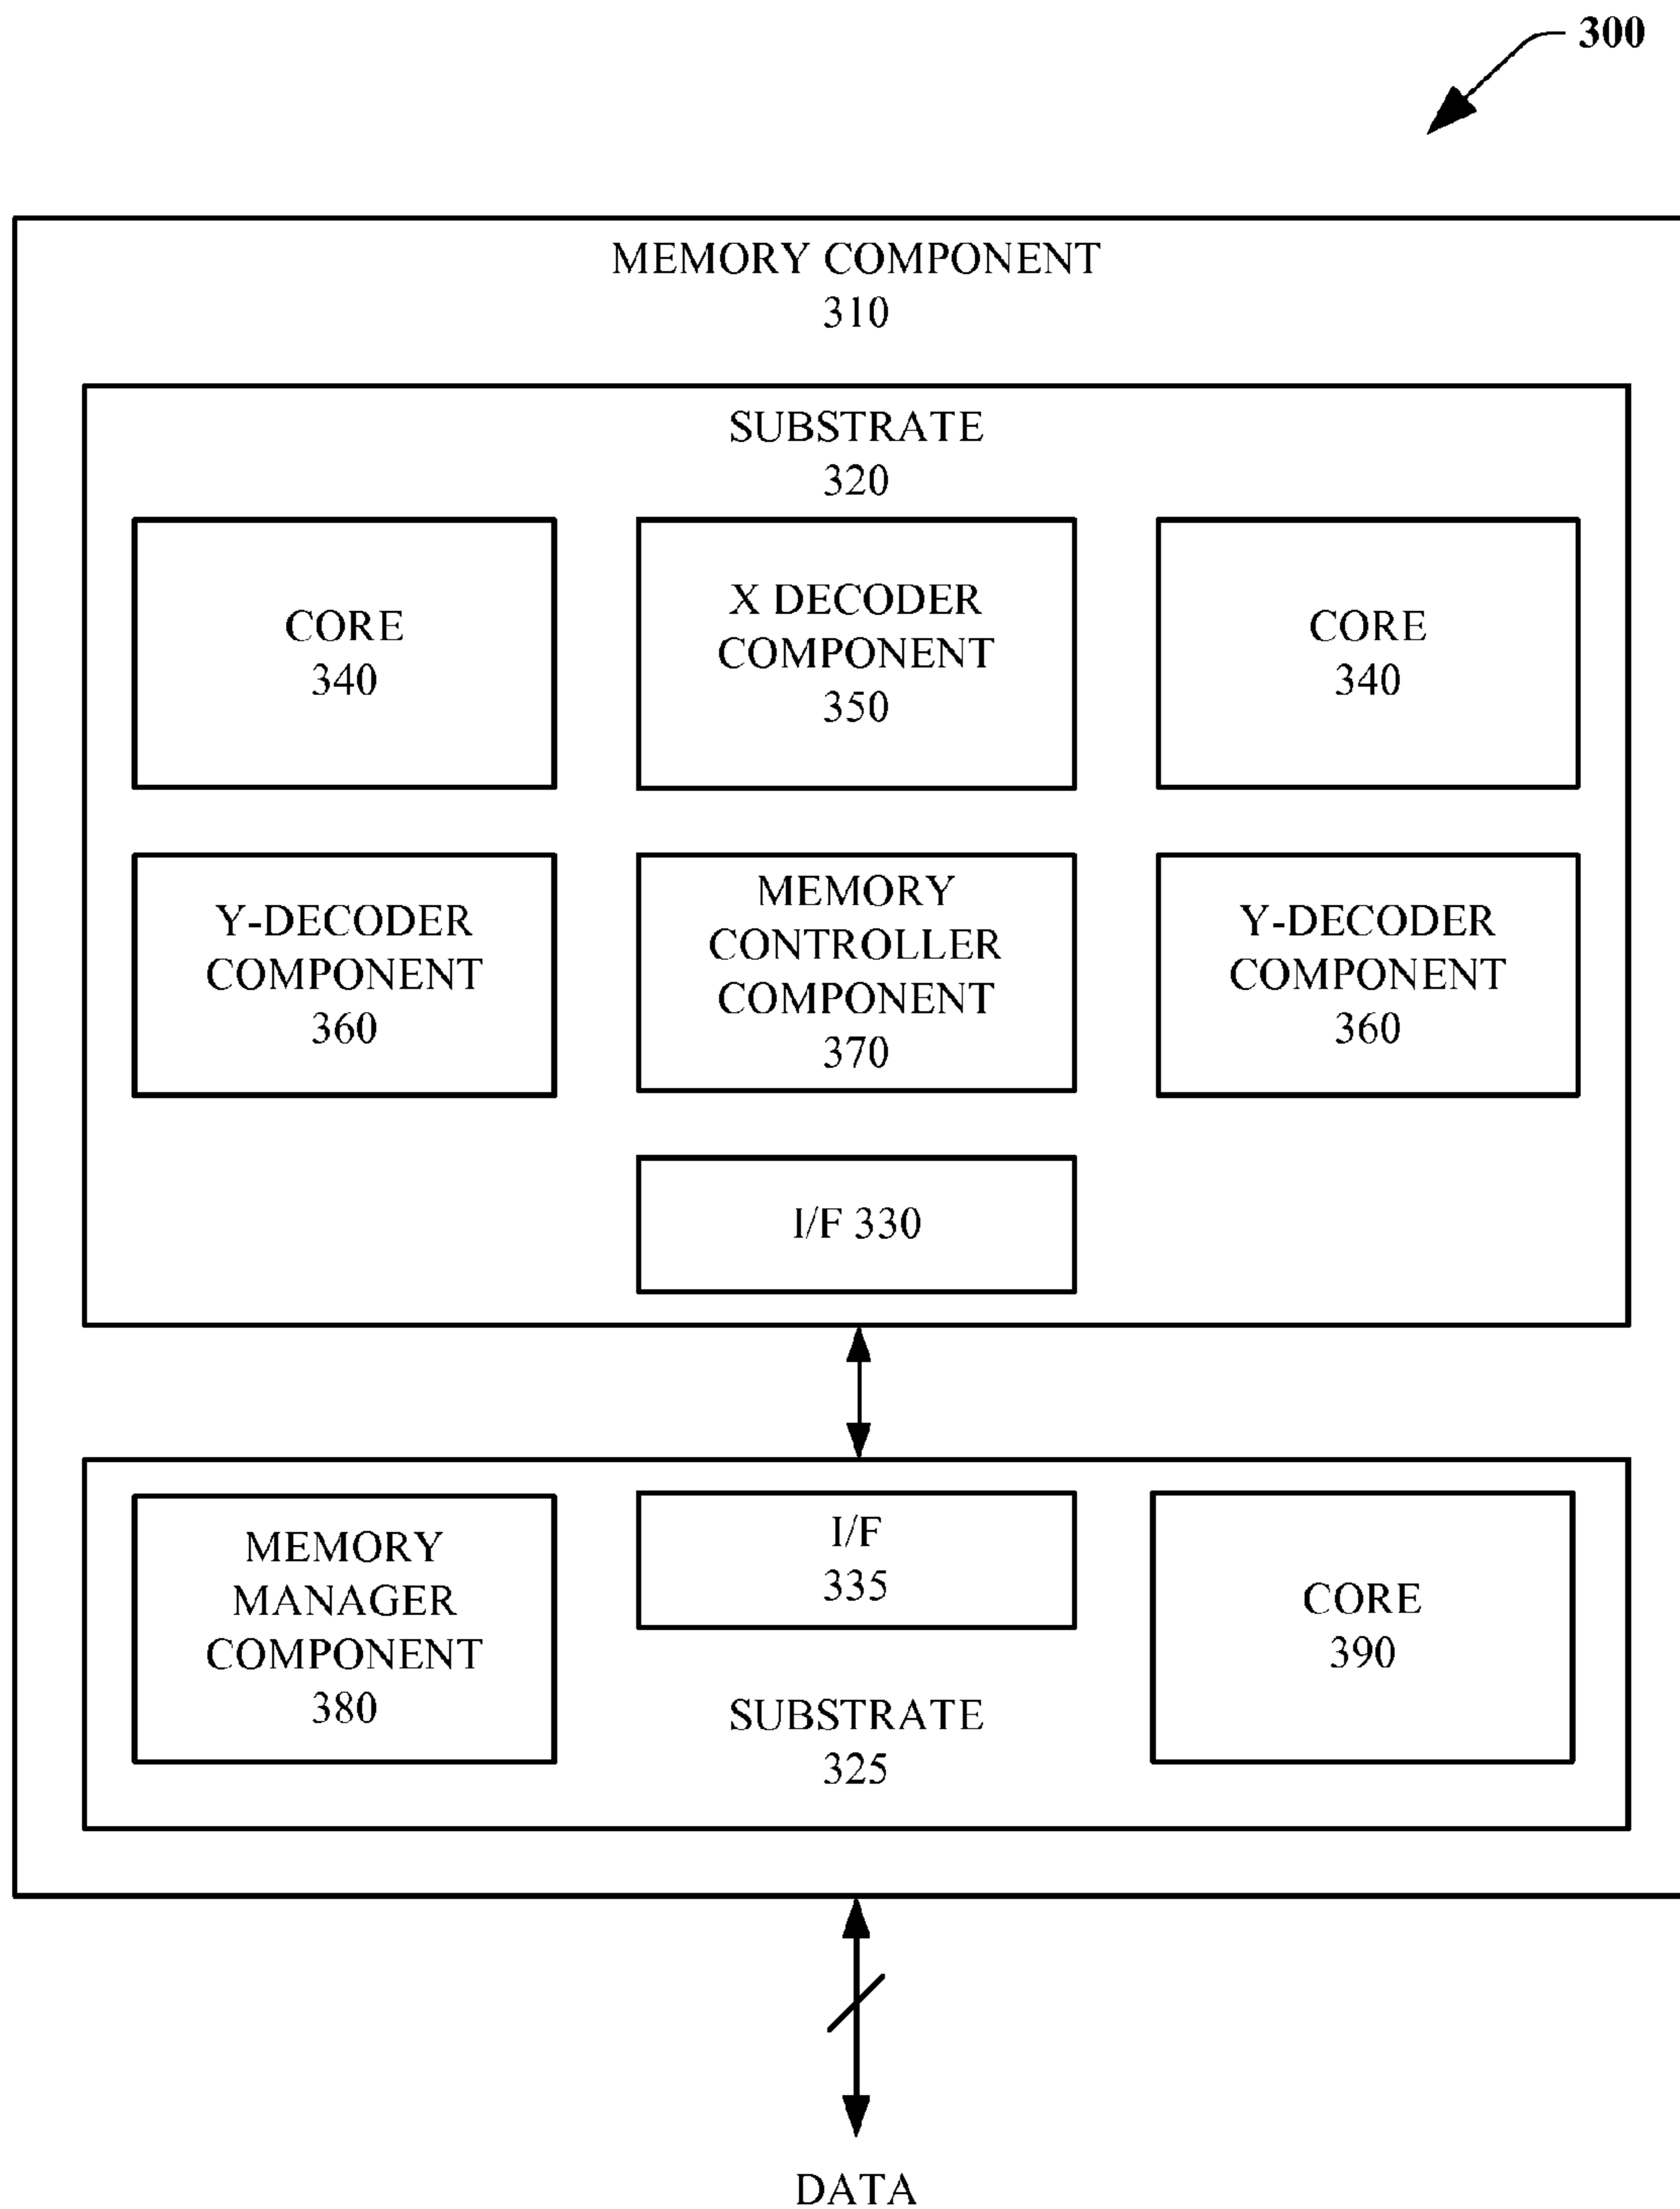 300
MEMORY COMPONENT
310
SUBSTRATE
320
CORE
340
X DECODER
COMPONENT
350
CORE
340
Y-DECODER
COMPONENT
360
MEMORY
CONTROLLER
COMPONENT
370
Y-DECODER
COMPONENT
360
I/F 330
MEMORY
MANAGER
COMPONENT
380
I/F
335
CORE
390
SUBSTRATE
325
DATA